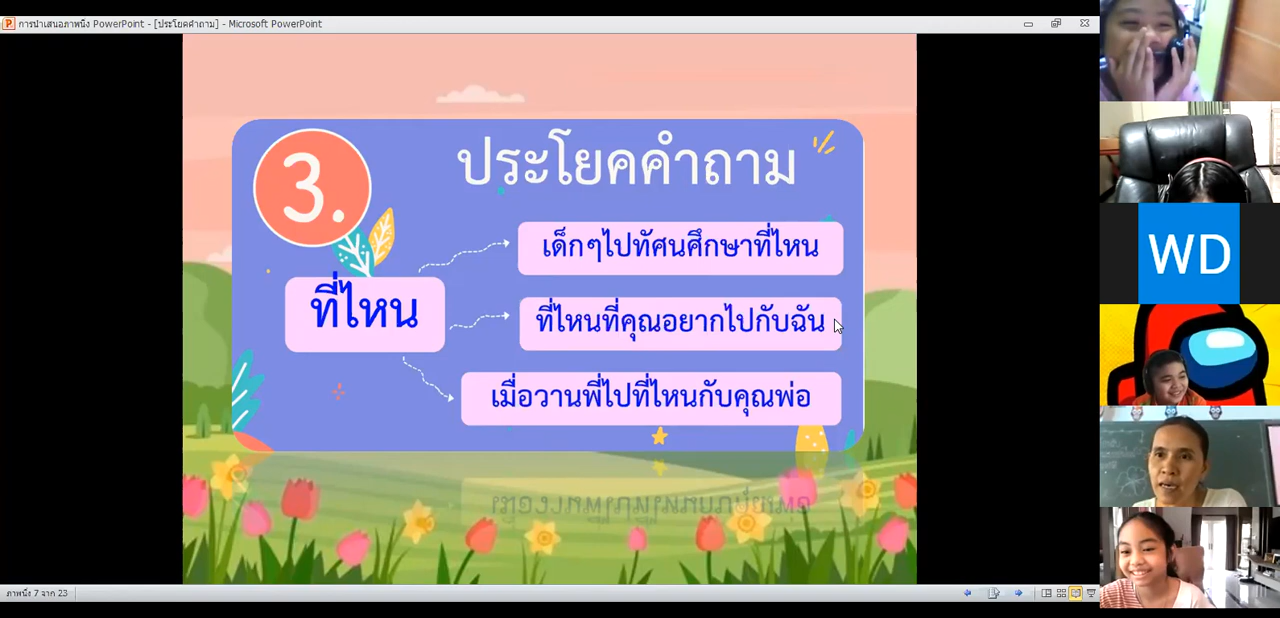 การนำเสนอภาพนิ่ง PowerPoint - [ประโยคคำถาม] - Microsoft PowerPoint
3.
ประโยคคำถาม
ที่ไหน
เด็กๆไปทัศนศึกษาที่ไหน
ที่ไหนที่คุณอยากไปกับฉัน
เมื่อวานพี่ไปที่ไหนกับคุณพ่อ
WD
ภาพนิ่ง 7 จาก 23